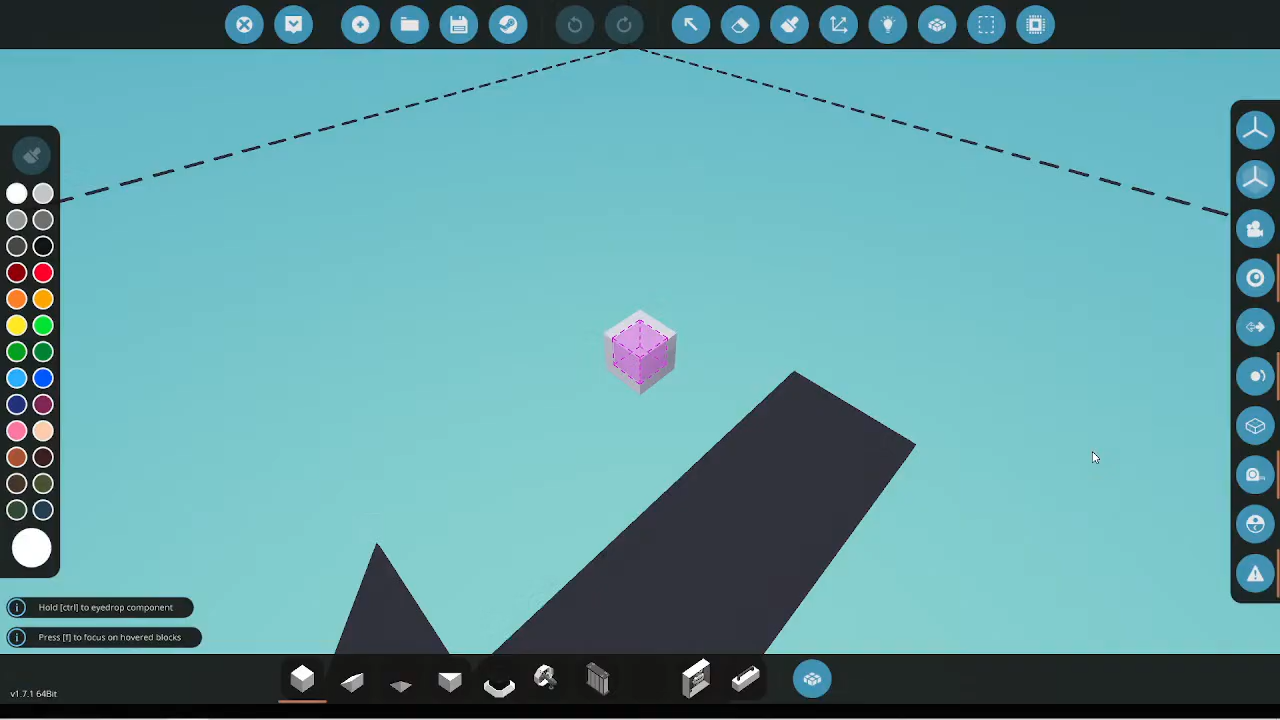 Hold [ctrl] to eyedrop component
Press [f] to focus on hovered blocks
v1.7.1 64Bit